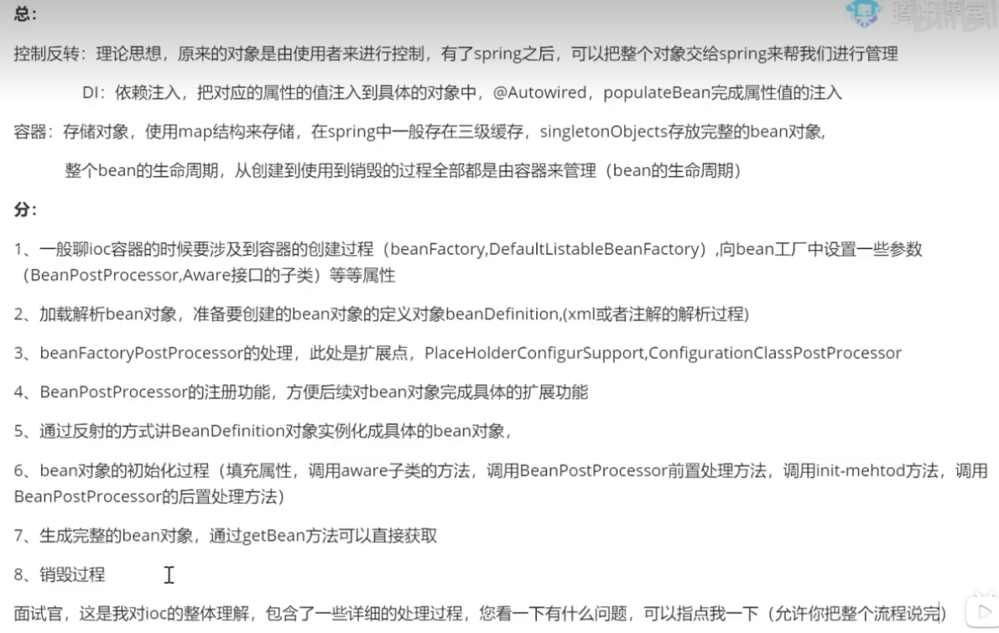 总：
腾讯课堂
控制反转：理论思想，原来的对象是由使用者来进行控制，有了spring之后，可以把整个对象交给spring来帮我们进行管理
DI：依赖注入，把对应的属性的值注入到具体的对象中，@Autowired，populateBean完成属性值的注入
容器：存储对象，使用map结构来存储，在spring中一般存在三级缓存，singletonObjects存放完整的bean对象,
整个bean的生命周期，从创建到使用到销毁的过程全部都是由容器来管理（bean的生命周期）
分：
1、一般聊ioc容器的时候要涉及到容器的创建过程（beanFactory,DefaultListableBeanFactory）,向bean工厂中设置一些参数
（BeanPostProcessor,Aware接口的子类）等等属性
2、加载解析bean对象，准备要创建的bean对象的定义对象beanDefinition,(xml或者注解的解析过程)
3、beanFactoryPostProcessor的处理，此处是扩展点，PlaceHolderConfigurSupport,ConfigurationClassPostProcessor
4、BeanPostProcessor的注册功能，方便后续对bean对象完成具体的扩展功能
5、通过反射的方式讲BeanDefinition对象实例化成具体的bean对象，
6、bean对象的初始化过程（填充属性，调用aware子类的方法，调用BeanPostProcessor前置处理方法，调用init-mehtod方法，调用
BeanPostProcessor的后置处理方法）
7、生成完整的bean对象，通过getBean方法可以直接获取
8、销毁过程
面试官，这是我对ioc的整体理解，包含了一些详细的处理过程，您看一下有什么问题，可以指点我一下（允许你把整个流程说完）